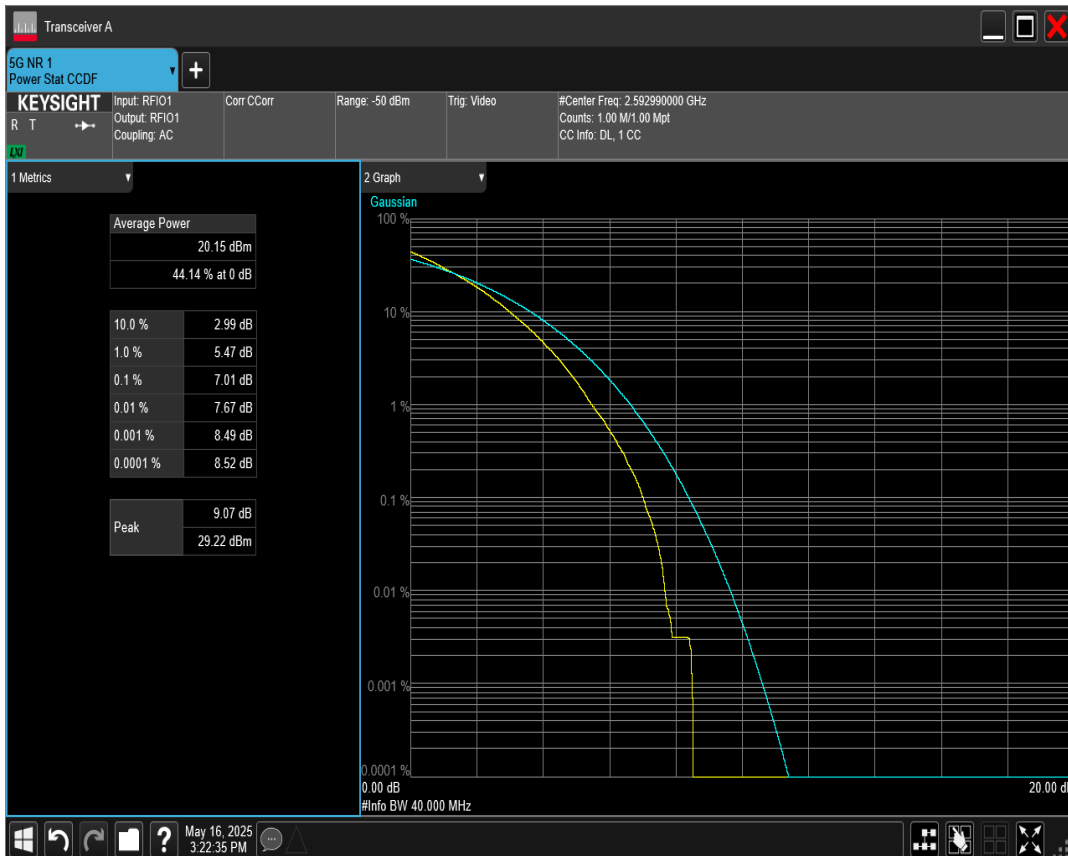 Transceiver A
5G NR 1
Power Stat CCDF
KEYSIGHT
R T
LXI
Input: RFIO1
Output: RFIO1
Coupling: AC
Corr CCorr
Range: -50 dBm
Trig: Video
#Center Freq: 2.592990000 GHz
Counts: 1.00 M/1.00 Mpt
CC Info: DL, 1 CC
1 Metrics
Average Power
20.15 dBm
44.14 % at 0 dB
10.0 % 2.99 dB
1.0 % 5.47 dB
0.1 % 7.01 dB
0.01 % 7.67 dB
0.001 % 8.49 dB
0.0001 % 8.52 dB
Peak
9.07 dB
29.22 dBm
2 Graph
Gaussian
100 %
10 %
1 %
0.1 %
0.01 %
0.001 %
0.0001 %
0.00 dB
20.00 d
#Info BW 40.000 MHz
May 16, 2025
3:22:35 PM